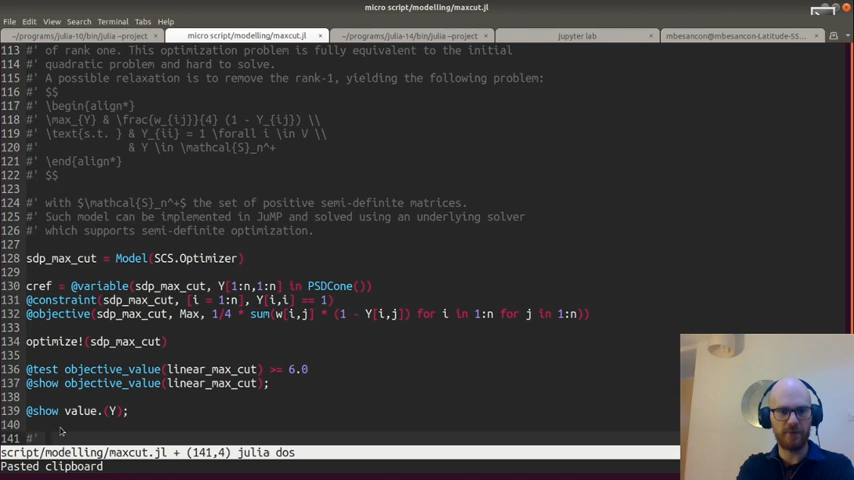 micro script/modelling/maxcut.jl
File Edit View Search Terminal Tabs Help
~/programs/julia-10/bin/julia –project × micro script/modelling/maxcut.jl × ~/programs/julia-14/bin/julia –project × jupyter lab × mbesancon@mbesancon-Latitude-55... ×
113 #' of rank one. This optimization problem is fully equivalent to the initial
114 #' quadratic problem and hard to solve.
115 #' A possible relaxation is to remove the rank-1, yielding the following problem:
116 #' $$
117 #' \begin{align*}
118 #' \max_{Y} & \frac{w_{ij}}{4} (1 - Y_{ij}) \\
119 #' \text{s.t. } & Y_{ii} = 1 \forall i \in V \\
120 #' & Y \in \mathcal{S}_n^+
121 #' \end{align*}
122 #' $$
123
124 #' with $\mathcal{S}_n^+$ the set of positive semi-definite matrices.
125 #' Such model can be implemented in JuMP and solved using an underlying solver
126 #' which supports semi-definite optimization.
127
128 sdp_max_cut = Model(SCS.Optimizer)
129
130 cref = @variable(sdp_max_cut, Y[1:n,1:n] in PSDCone())
131 @constraint(sdp_max_cut, [i = 1:n], Y[i,i] == 1)
132 @objective(sdp_max_cut, Max, 1/4 * sum(w[i,j] * (1 - Y[i,j]) for i in 1:n for j in 1:n))
133
134 optimize!(sdp_max_cut)
135
136 @test objective_value(linear_max_cut) >= 6.0
137 @show objective_value(linear_max_cut);
138
139 @show value.(Y);
140
141 #'
script/modelling/maxcut.jl + (141,4) julia dos
Pasted clipboard